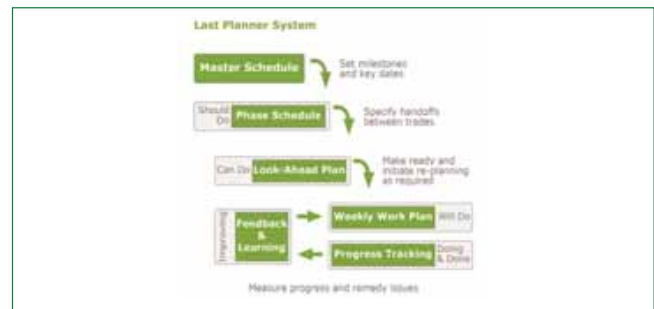 Last Planner System
Master Schedule
Set milestones
and key dates
Should
Do
Phase Schedule
Specify handoffs
between trades
Can Do
Look-Ahead Plan
Make ready and
initiate re-planning
as required
Improving
Feedback
&
Learning
Weekly Work Plan
Will Do
Progress Tracking
Doing
& Done
Measure progress and remedy issues